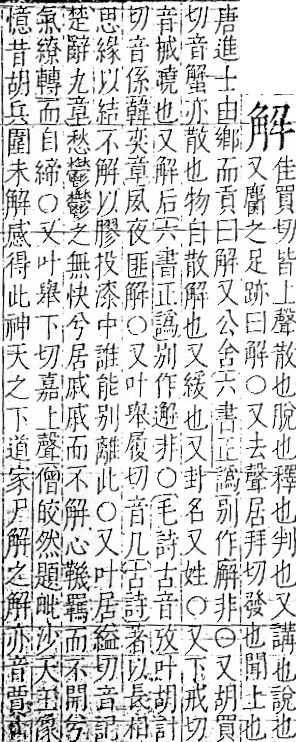 解
佳買切皆上聲散也脫也釋也判也又講也說也
又麕之足跡曰解○又去聲居拜切發也聞上也
唐進士由鄉而貢曰解又公舍六書正譌別作廨非○又胡買
切音蟹亦散也物自散解也又緩也又卦名又姓○又下戒切
音械曉也又解后六書正譌別作邂非○毛詩古音攷叶胡計
切音係韓奕章夙夜匪解○又叶舉履切音几古詩著以長相
思緣以結不解以膠投漆中誰能別離此○又叶居縊切音記
楚辭九章愁鬱鬱之無快兮居戚戚而不解心鞿羈而不開兮
氣繚轉而自締○又叶舉下切嘉上聲僧皎然題毗沙天王像
憶昔胡兵圍未解感得此神天之下道家尸解之解亦音賈